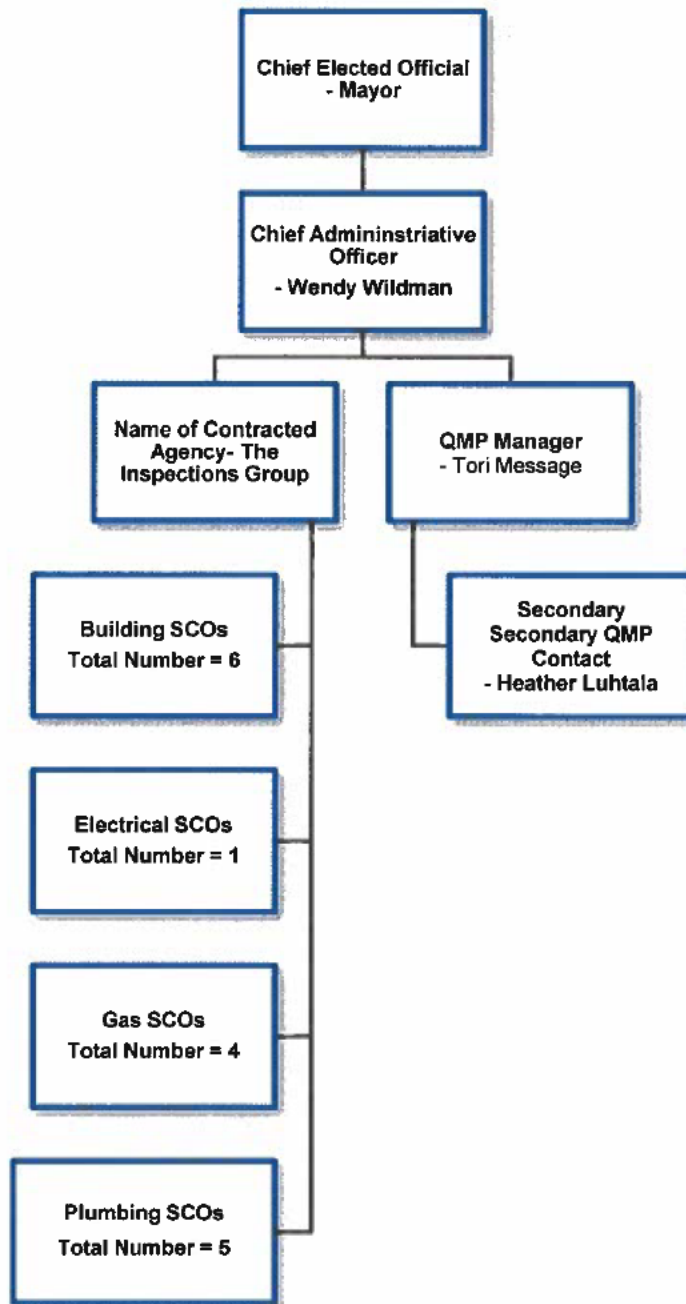 Chief Elected Official
- Mayor
Chief Admininstriative
Officer
- Wendy Wildman
Name of Contracted
Agency- The
Inspections Group
QMP Manager
- Tori Message
Building SCOs
Total Number = 6
Secondary
Secondary QMP
Contact
- Heather Luhtala
Electrical SCOs
Total Number = 1
Gas SCOs
Total Number = 4
Plumbing SCOs
Total Number = 5